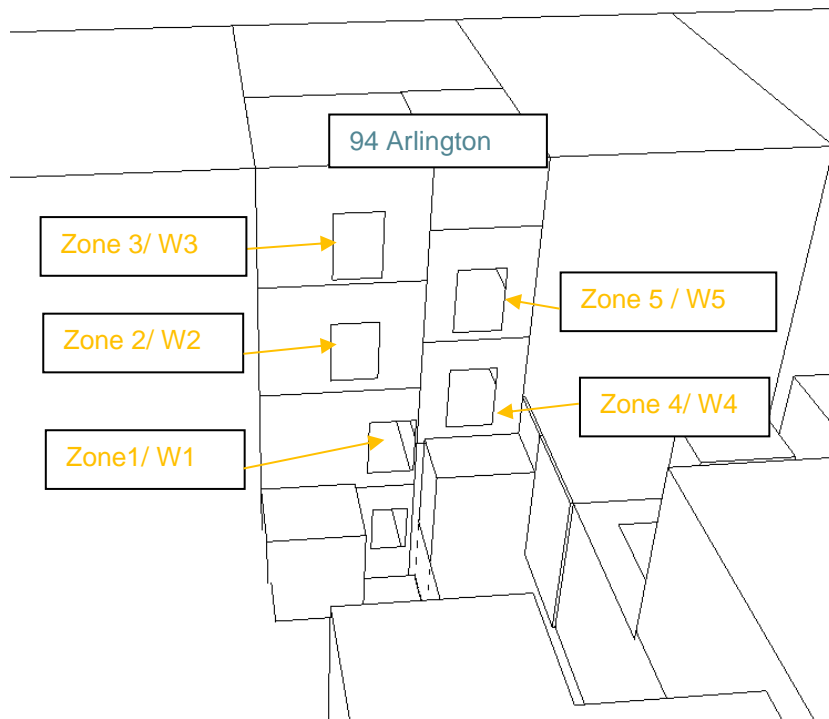 94 Arlington
Zone 3/ W3
Zone 5 / W5
Zone 2/ W2
Zone 4/ W4
Zone1/ W1